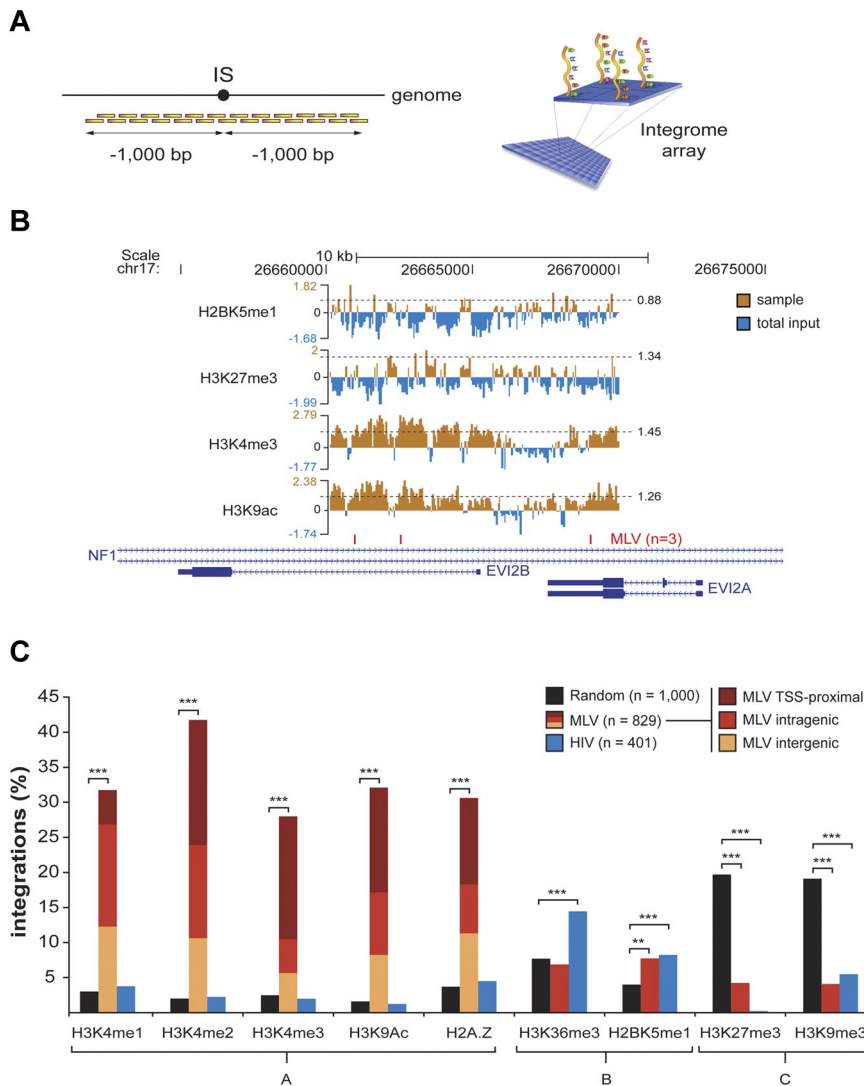 A
IS
genome
-1,000 bp
-1,000 bp
Integrome
array
B
Scale
chr17:
10 kb
26660000
26665000
26670000
26675000
H2BK5me1
1.82
0
-1.68
0.88
sample
total input
H3K27me3
2
0
-1.99
1.34
H3K4me3
2.79
0
-1.77
1.45
H3K9ac
2.38
0
-1.74
1.26
MLV (n=3)
NF1
EVI2B
EVI2A
C
integrations (%)
45
40
35
30
25
20
15
10
5
Random (n = 1,000)
MLV (n = 829)
HIV (n = 401)
MLV TSS-proximal
MLV intragenic
MLV intergenic
***
***
***
***
***
***
***
**
***
***
***
***
H3K4me1
H3K4me2
H3K4me3
H3K9Ac
H2A.Z
H3K36me3
H2BK5me1
H3K27me3
H3K9me3
A
B
C